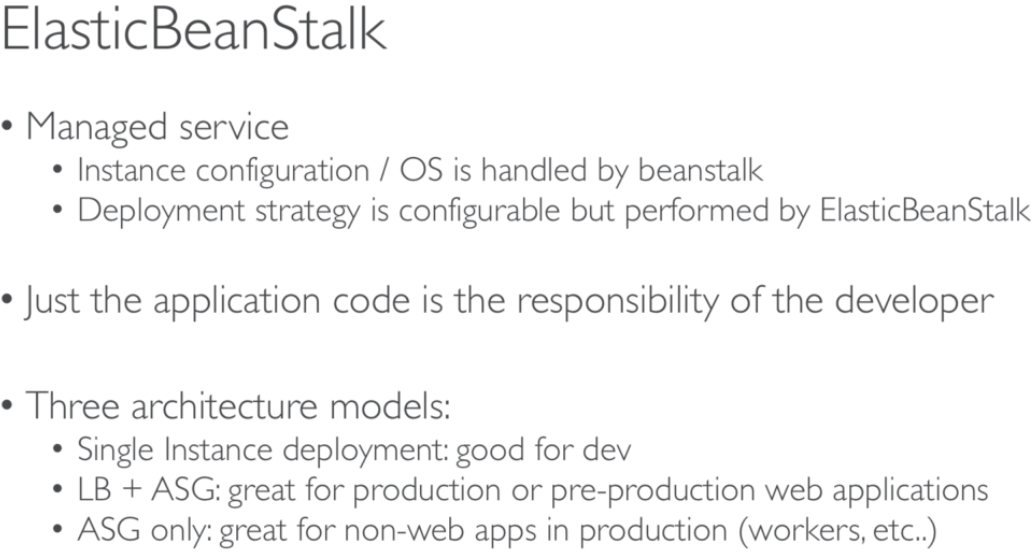 ElasticBeanStalk
• Managed service
• Instance configuration / OS is handled by beanstalk
• Deployment strategy is configurable but performed by ElasticBeanStalk
• Just the application code is the responsibility of the developer
• Three architecture models:
• Single Instance deployment: good for dev
• LB + ASG: great for production or pre-production web applications
• ASG only: great for non-web apps in production (workers, etc..)